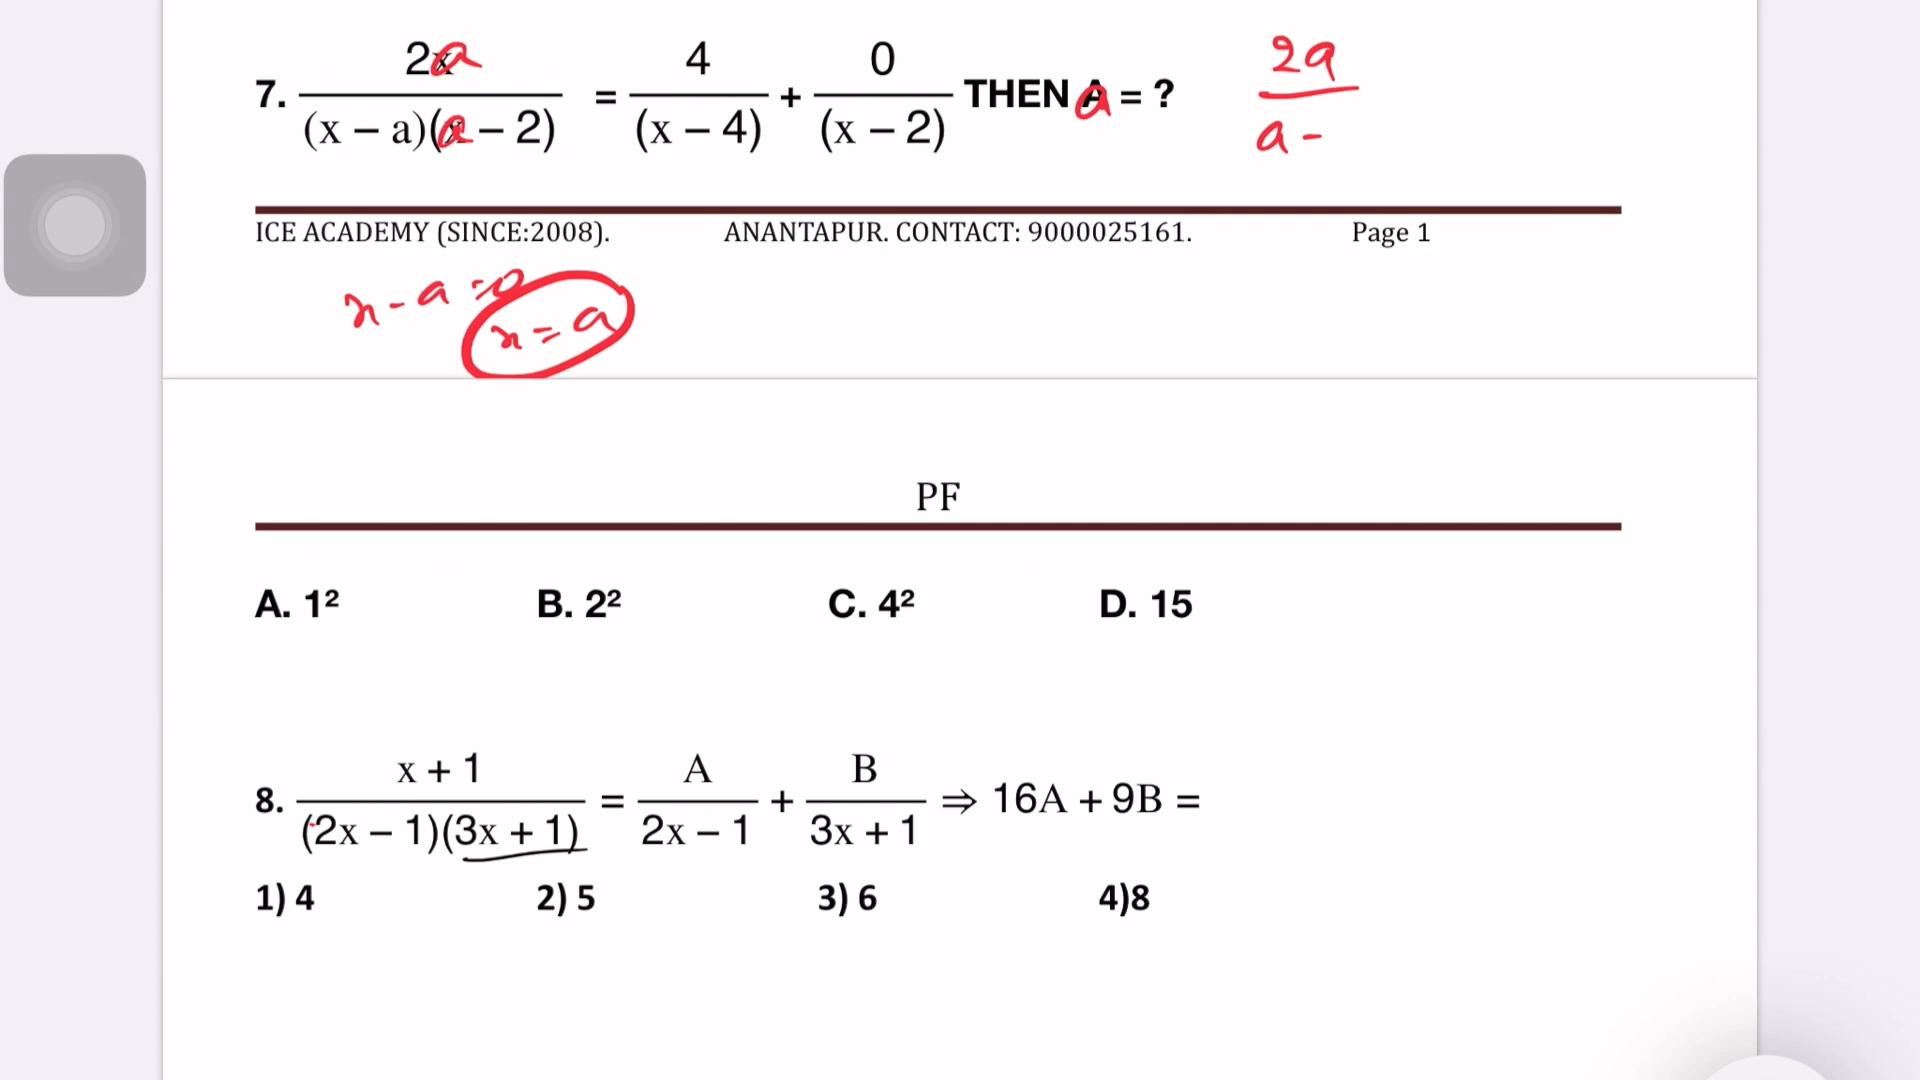 7. 2a/((x – a)(a – 2)) = 4/(x – 4) + 0/(x – 2) THEN a = ?
2a
a -
ICE ACADEMY (SINCE:2008). ANANTAPUR. CONTACT: 9000025161. Page 1
x - a = 0
x = a
PF
A. 1² B. 2² C. 4² D. 15
8. (x + 1)/((2x – 1)(3x + 1)) = A/(2x – 1) + B/(3x + 1) ⇒ 16A + 9B =
1) 4 2) 5 3) 6 4)8